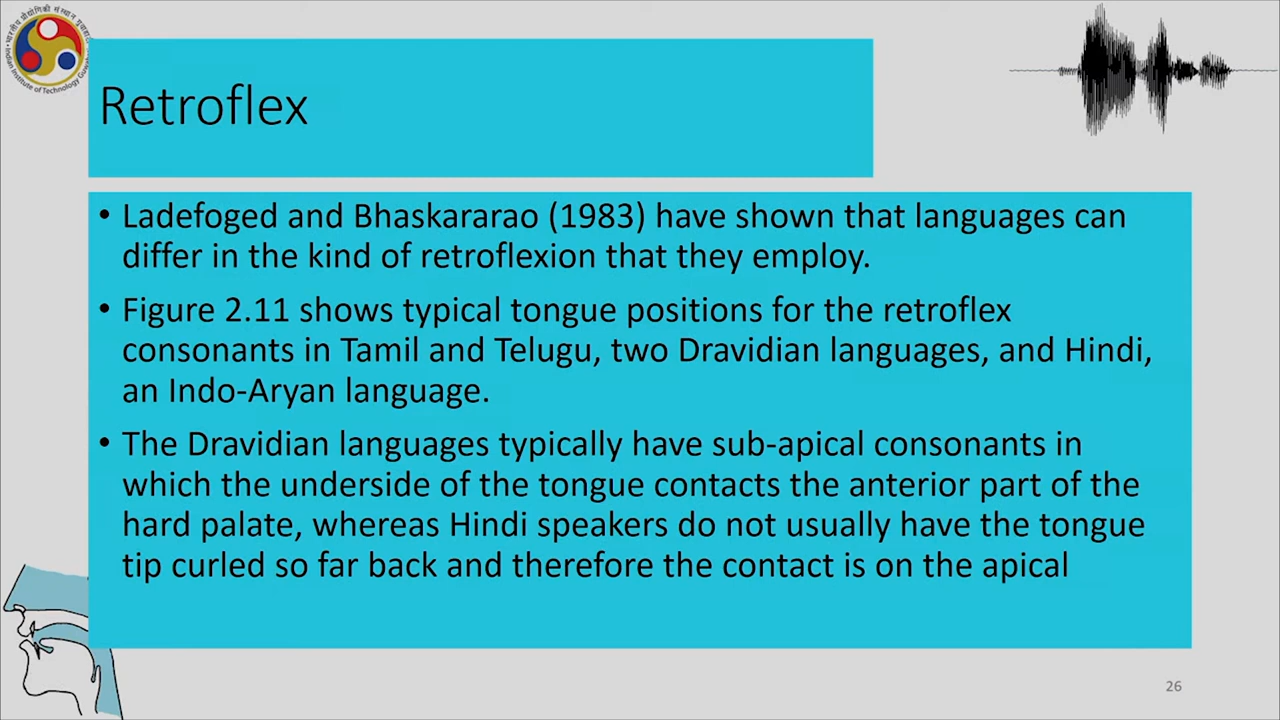 Retroflex
• Ladefoged and Bhaskararao (1983) have shown that languages can
differ in the kind of retroflexion that they employ.
• Figure 2.11 shows typical tongue positions for the retroflex
consonants in Tamil and Telugu, two Dravidian languages, and Hindi,
an Indo-Aryan language.
• The Dravidian languages typically have sub-apical consonants in
which the underside of the tongue contacts the anterior part of the
hard palate, whereas Hindi speakers do not usually have the tongue
tip curled so far back and therefore the contact is on the apical
26